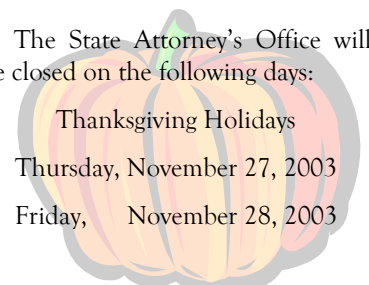 The State Attorney's Office will
e closed on the following days:
Thanksgiving Holidays
Thursday, November 27, 2003
Friday, November 28, 2003